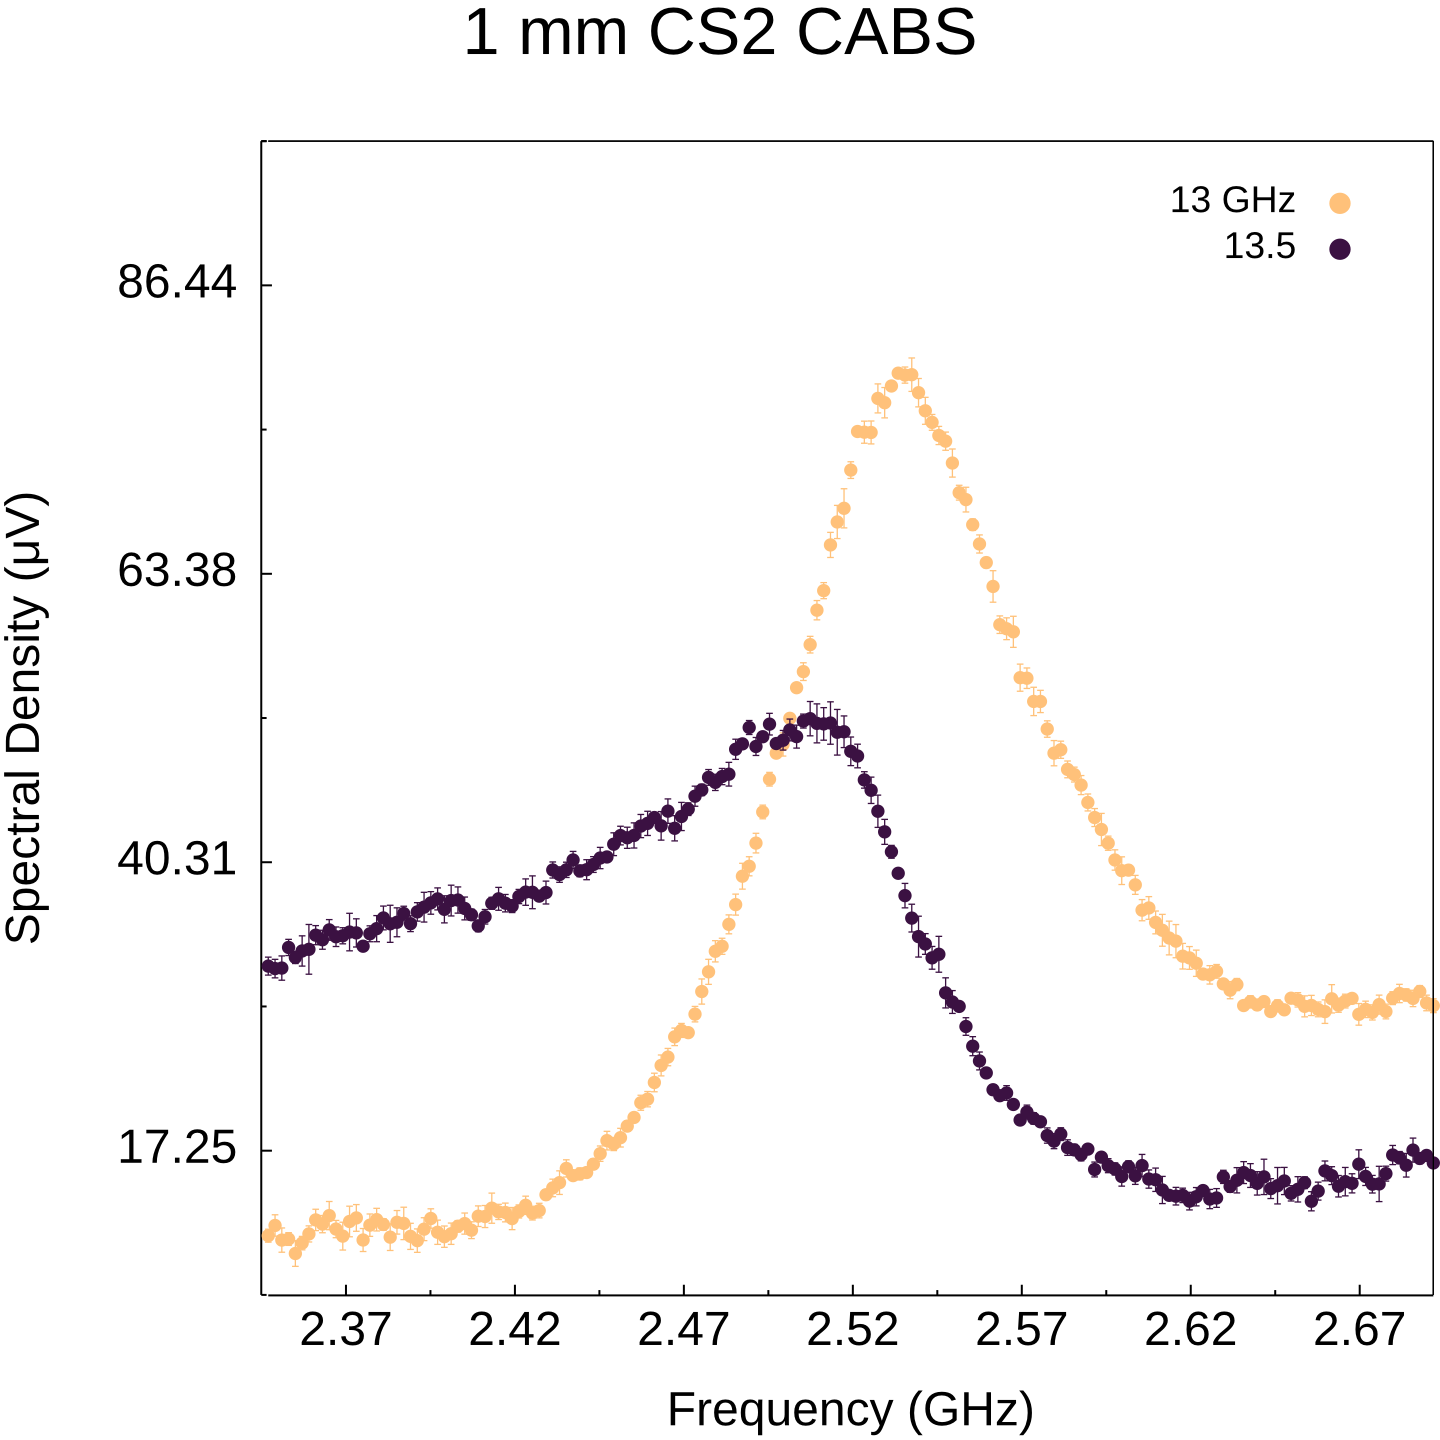 1 mm CS2 CABS
13 GHz
13.5
86.44
63.38
40.31
17.25
Spectral Density (μV)
2.37 2.42 2.47 2.52 2.57 2.62 2.67
Frequency (GHz)